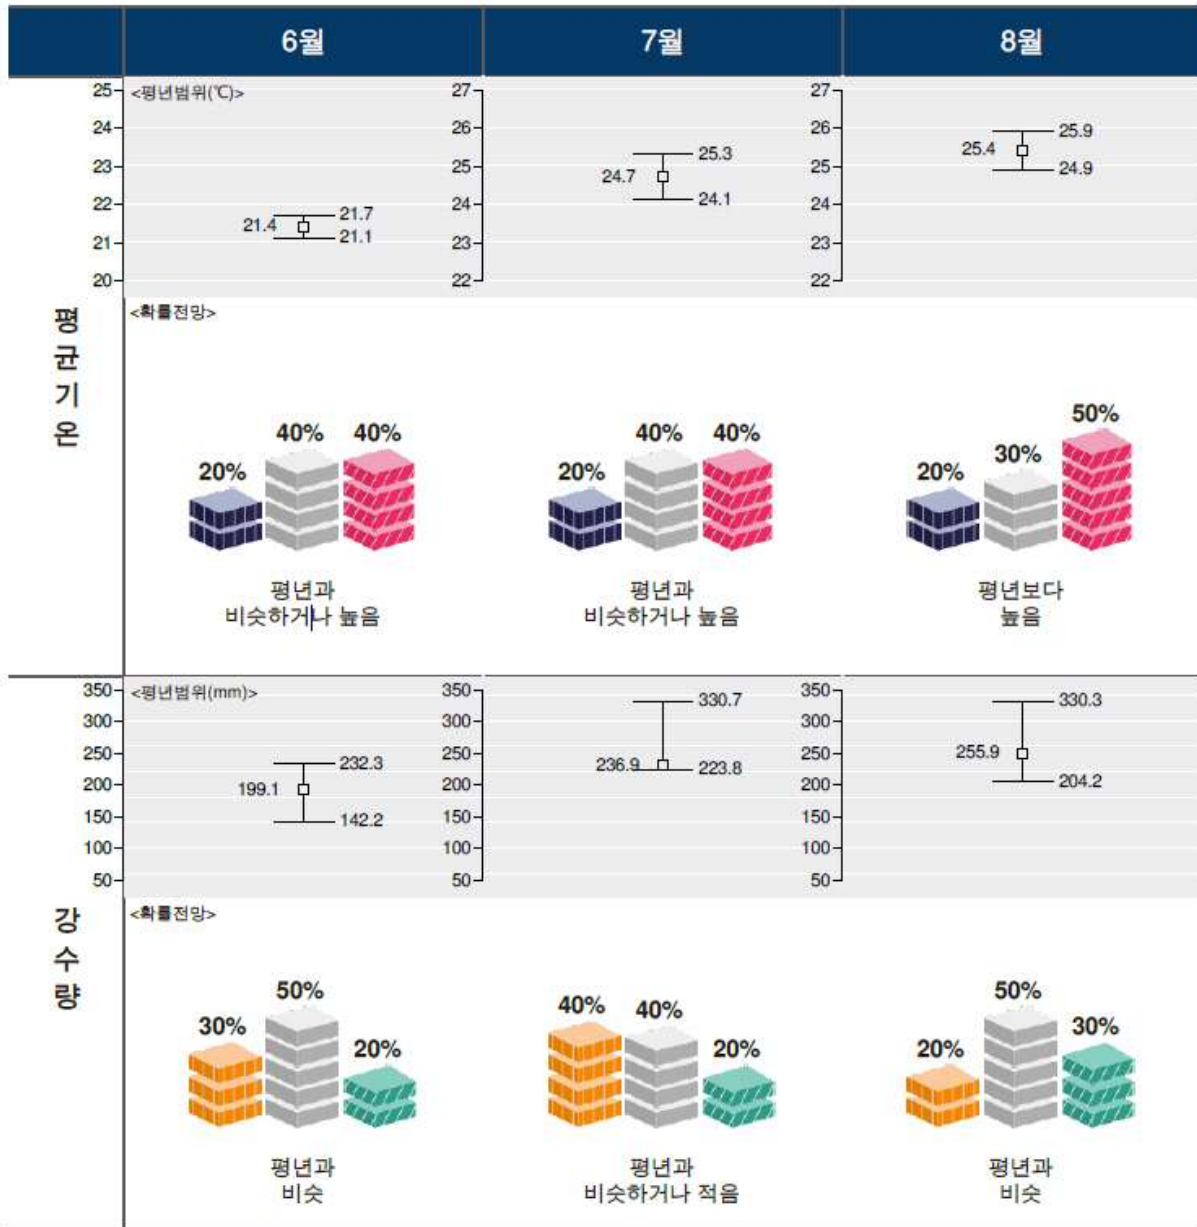 6월 7월 8월
평균기온
<평년범위(℃)>
25 24 23 22 21 20
21.4 21.7 21.1
27 26 25 24 23 22
24.7 25.3 24.1
27 26 25 24 23 22
25.4 25.9 24.9
<확률전망>
20% 40% 40%
평년과
비슷하거나 높음
20% 40% 40%
평년과
비슷하거나 높음
20% 30% 50%
평년보다
높음
강수량
<평년범위(mm)>
350 300 250 200 150 100 50
199.1 232.3 142.2
350 300 250 200 150 100 50
236.9 330.7 223.8
350 300 250 200 150 100 50
255.9 330.3 204.2
<확률전망>
30% 50% 20%
평년과
비슷
40% 40% 20%
평년과
비슷하거나 적음
20% 50% 30%
평년과
비슷